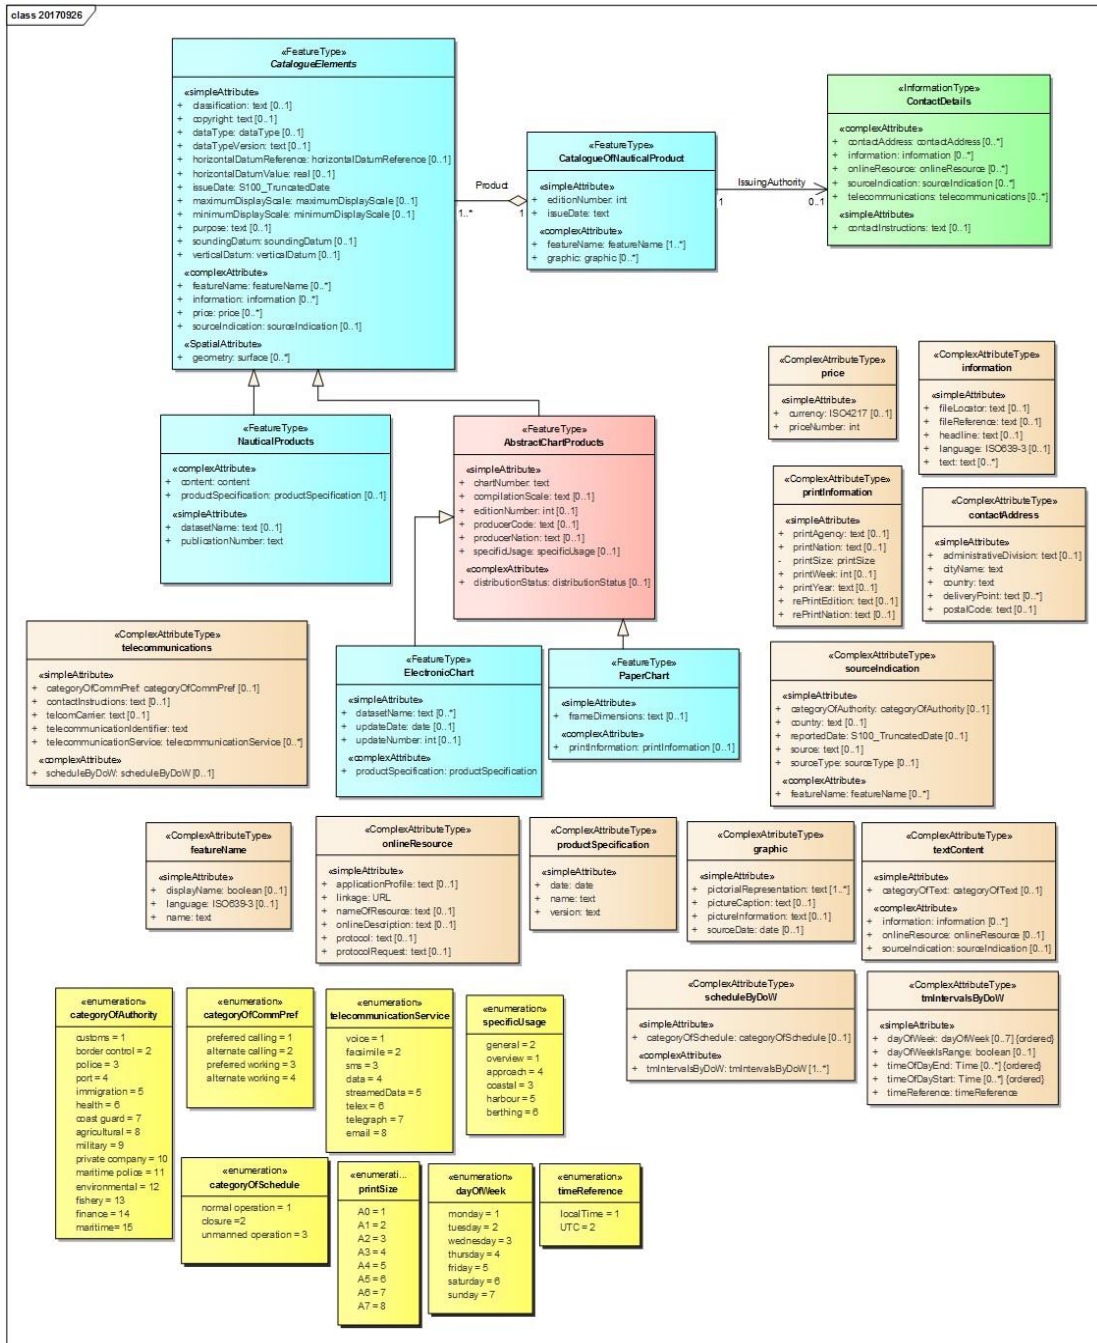 class 20170926
«FeatureType»
CatalogueElements
«simpleAttribute»
+ classification: text [0..1]
+ copyright: text [0..1]
+ dataType: dataType [0..1]
+ dataTypeVersion: text [0..1]
+ horizontalDatumReference: horizontalDatumReference [0..1]
+ horizontalDatumValue: real [0..1]
+ issueDate: S100_TruncatedDate
+ maximumDisplayScale: maximumDisplayScale [0..1]
+ minimumDisplayScale: minimumDisplayScale [0..1]
+ purpose: text [0..1]
+ soundingDatum: soundingDatum [0..1]
+ verticalDatum: verticalDatum [0..1]
«complexAttribute»
+ featureName: featureName [0..*]
+ information: information [0..*]
+ price: price [0..*]
+ sourceIndication: sourceIndication [0..1]
«SpatialAttribute»
+ geometry: surface [0..*]
Product
1..*
1
«FeatureType»
CatalogueOfNauticalProduct
«simpleAttribute»
+ editionNumber: int
+ issueDate: text
«complexAttribute»
+ featureName: featureName [1..*]
+ graphic: graphic [0..*]
IssuingAuthority
1
0..1
«InformationType»
ContactDetails
«complexAttribute»
+ contactAddress: contactAddress [0..*]
+ information: information [0..*]
+ onlineResource: onlineResource [0..*]
+ sourceIndication: sourceIndication [0..*]
+ telecommunications: telecommunications [0..*]
«simpleAttribute»
+ contactInstructions: text [0..1]
«FeatureType»
NauticalProducts
«complexAttribute»
+ content: content
+ productSpecification: productSpecification [0..1]
«simpleAttribute»
+ datasetName: text [0..1]
+ publicationNumber: text
«FeatureType»
AbstractChartProducts
«simpleAttribute»
+ chartNumber: text
+ compilationScale: text [0..1]
+ editionNumber: int [0..1]
+ producerCode: text [0..1]
+ producerNation: text [0..1]
+ specificUsage: specificUsage [0..1]
«complexAttribute»
+ distributionStatus: distributionStatus [0..1]
«ComplexAttributeType»
price
«simpleAttribute»
+ currency: ISO4217 [0..1]
+ priceNumber: int
«ComplexAttributeType»
information
«simpleAttribute»
+ fileLocator: text [0..1]
+ fileReference: text [0..1]
+ headline: text [0..1]
+ language: ISO639-3 [0..1]
+ text: text [0..*]
«ComplexAttributeType»
printInformation
«simpleAttribute»
+ printAgency: text [0..1]
+ printNation: text [0..1]
- printSize: printSize
+ printWeek: int [0..1]
+ printYear: text [0..1]
+ rePrintEdition: text [0..1]
+ rePrintNation: text [0..1]
«ComplexAttributeType»
contactAddress
«simpleAttribute»
+ administrativeDivision: text [0..1]
+ cityName: text
+ country: text
+ deliveryPoint: text [0..*]
+ postalCode: text [0..1]
«ComplexAttributeType»
telecommunications
«simpleAttribute»
+ categoryOfCommPref: categoryOfCommPref [0..1]
+ contactInstructions: text [0..1]
+ telcomCarrier: text [0..1]
+ telecommunicationIdentifier: text
+ telecommunicationService: telecommunicationService [0..*]
«complexAttribute»
+ scheduleByDoW: scheduleByDoW [0..1]
«FeatureType»
ElectronicChart
«simpleAttribute»
+ datasetName: text [0..*]
+ updateDate: date [0..1]
+ updateNumber: int [0..1]
«complexAttribute»
+ productSpecification: productSpecification
«FeatureType»
PaperChart
«simpleAttribute»
+ frameDimensions: text [0..1]
«complexAttribute»
+ printInformation: printInformation [0..1]
«ComplexAttributeType»
sourceIndication
«simpleAttribute»
+ categoryOfAuthority: categoryOfAuthority [0..1]
+ country: text [0..1]
+ reportedDate: S100_TruncatedDate [0..1]
+ source: text [0..1]
+ sourceType: sourceType [0..1]
«complexAttribute»
+ featureName: featureName [0..*]
«ComplexAttributeType»
featureName
«simpleAttribute»
+ displayName: boolean [0..1]
+ language: ISO639-3 [0..1]
+ name: text
«ComplexAttributeType»
onlineResource
«simpleAttribute»
+ applicationProfile: text [0..1]
+ linkage: URL
+ nameOfResource: text [0..1]
+ onlineDescription: text [0..1]
+ protocol: text [0..1]
+ protocolRequest: text [0..1]
«ComplexAttributeType»
productSpecification
«simpleAttribute»
+ date: date
+ name: text
+ version: text
«ComplexAttributeType»
graphic
«simpleAttribute»
+ pictorialRepresentation: text [1..*]
+ pictureCaption: text [0..1]
+ pictureInformation: text [0..1]
+ sourceDate: date [0..1]
«ComplexAttributeType»
textContent
«simpleAttribute»
+ categoryOfText: categoryOfText [0..1]
«complexAttribute»
+ information: information [0..*]
+ onlineResource: onlineResource [0..1]
+ sourceIndication: sourceIndication [0..1]
«ComplexAttributeType»
scheduleByDoW
«simpleAttribute»
+ categoryOfSchedule: categoryOfSchedule [0..1]
«complexAttribute»
+ tmIntervalsByDoW: tmIntervalsByDoW [1..*]
«ComplexAttributeType»
tmIntervalsByDoW
«simpleAttribute»
+ dayOfWeek: dayOfWeek [0..7] {ordered}
+ dayOfWeekIsRange: boolean [0..1]
+ timeOfDayEnd: Time [0..*] {ordered}
+ timeOfDayStart: Time [0..*] {ordered}
+ timeReference: timeReference
«enumeration»
categoryOfAuthority
customs = 1
border control = 2
police = 3
port = 4
immigration = 5
health = 6
coast guard = 7
agricultural = 8
military = 9
private company = 10
maritime police = 11
environmental = 12
fishery = 13
finance = 14
maritime= 15
«enumeration»
categoryOfCommPref
preferred calling = 1
alternate calling = 2
preferred working = 3
alternate working = 4
«enumeration»
telecommunicationService
voice = 1
facsimile = 2
sms = 3
data = 4
streamedData = 5
telex = 6
telegraph = 7
email = 8
«enumeration»
specificUsage
general = 2
overview = 1
approach = 4
coastal = 3
harbour = 5
berthing = 6
«enumeration»
categoryOfSchedule
normal operation = 1
closure =2
unmanned operation = 3
«enumerati...
printSize
A0 = 1
A1 = 2
A2 = 3
A3 = 4
A4 = 5
A5 = 6
A6 = 7
A7 = 8
«enumeration»
dayOfWeek
monday = 1
tuesday = 2
wednesday = 3
thursday = 4
friday = 5
saturday = 6
sunday = 7
«enumeration»
timeReference
localTime = 1
UTC = 2